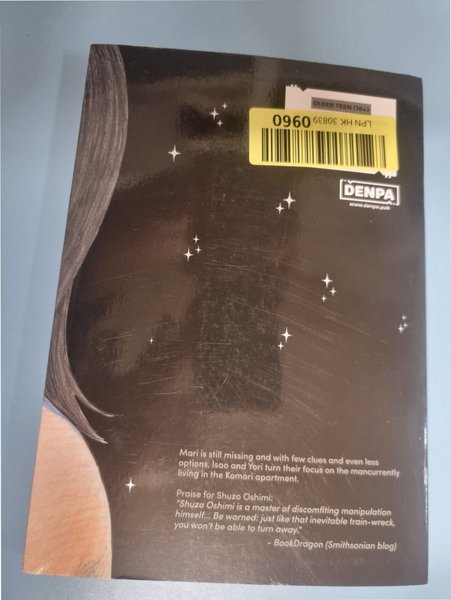 OLDER TEEN (16+)
LPN HK 30839
0960
DENPA
www.denpa.pub
Mari is still missing and with few clues and even less
options, Isao and Yori turn their focus on the mancurrently
living in the Komori apartment.
Praise for Shuzo Oshimi:
"Shuzo Oshimi is a master of discomfiting manipulation
himself... Be warned: just like that inevitable train-wreck,
you won't be able to turn away."
- BookDragon (Smithsonian blog)